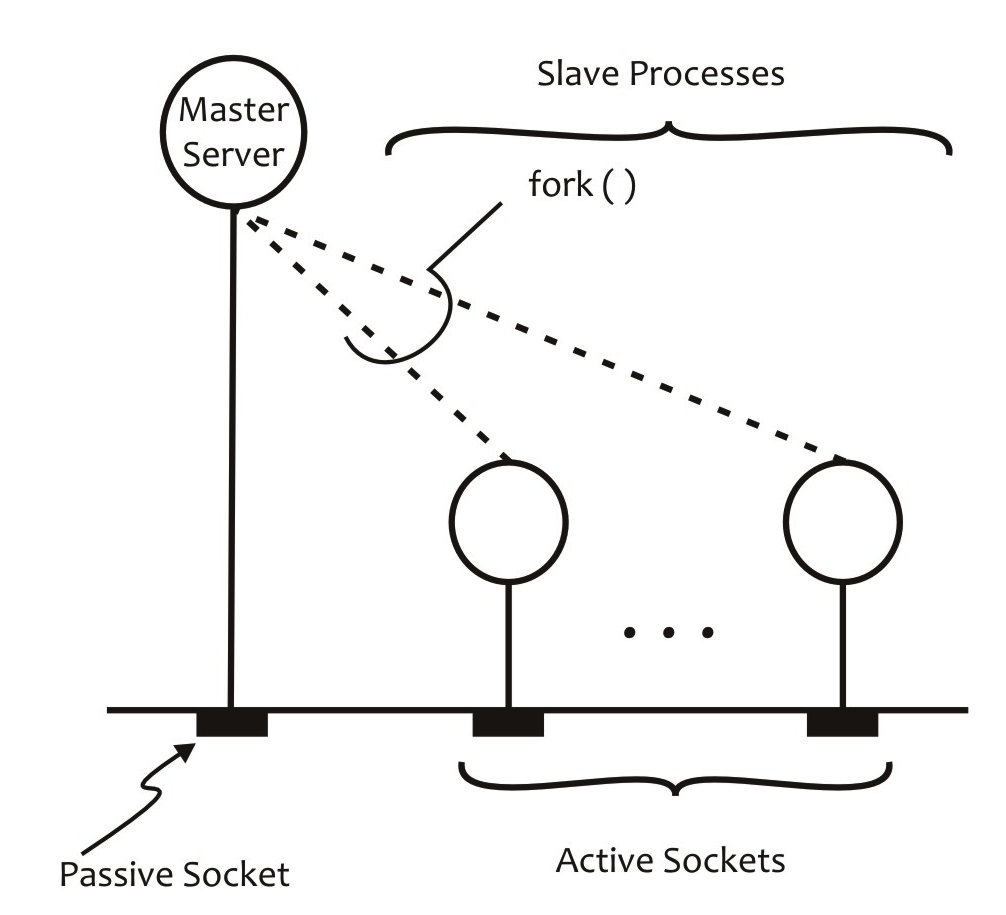 Master
Server
Slave Processes
fork ( )
Passive Socket
Active Sockets